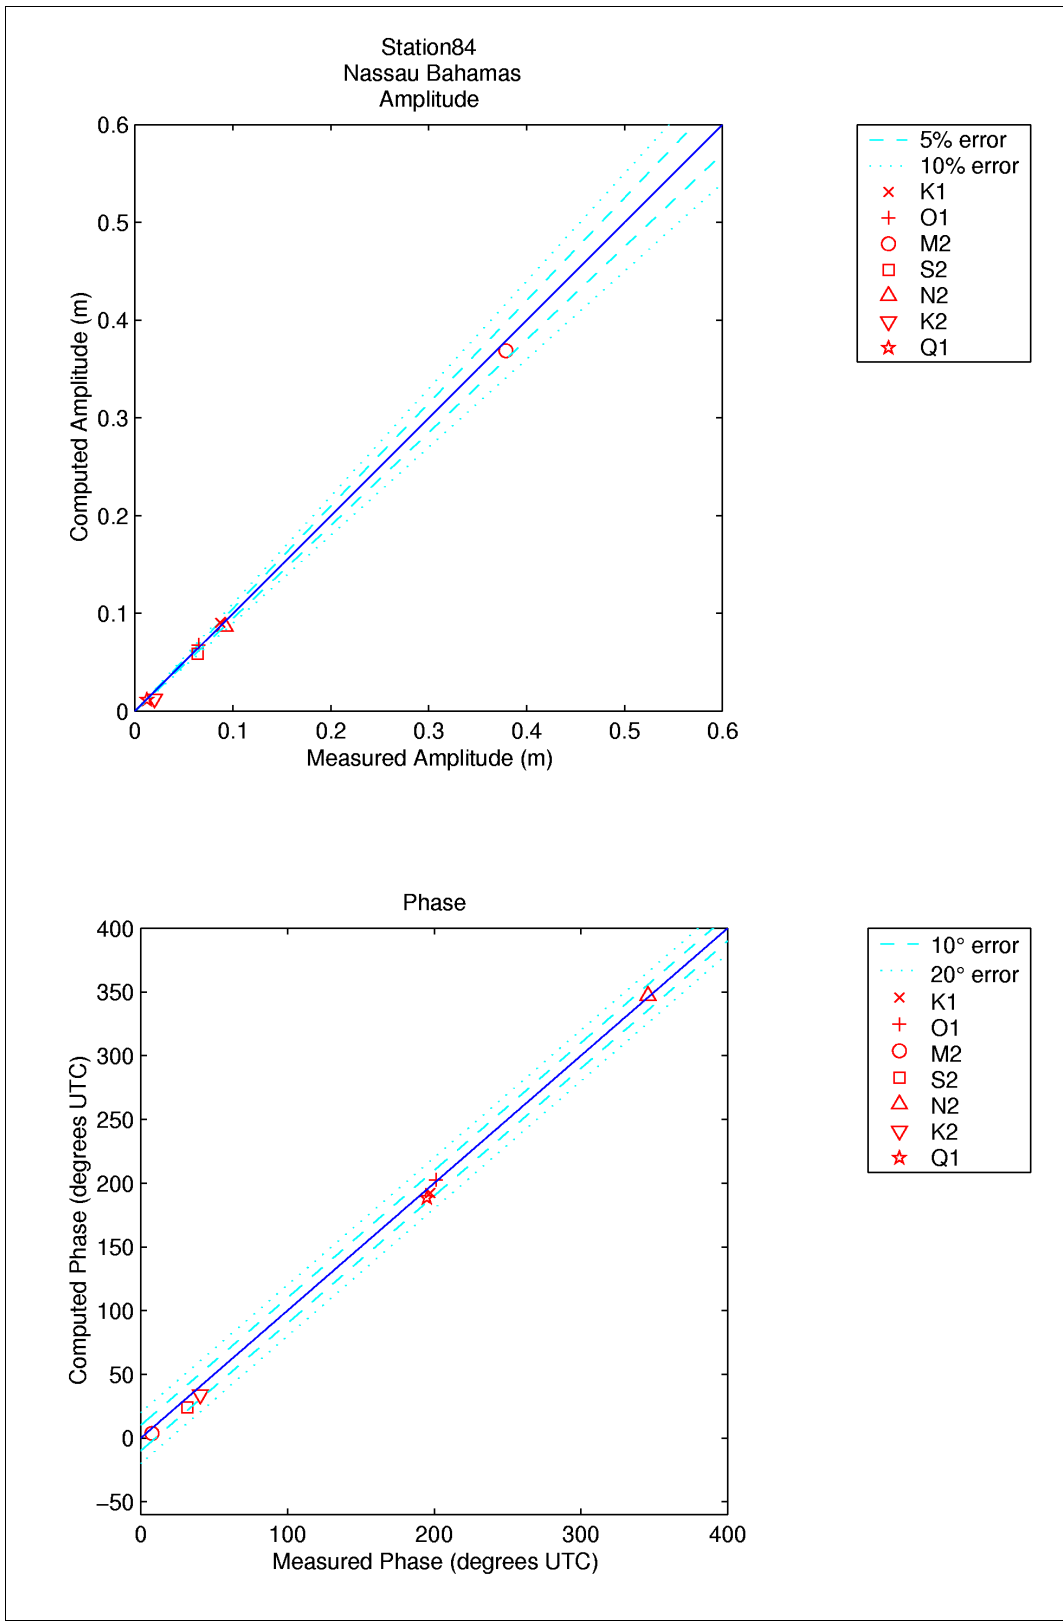 Station84
Nassau Bahamas
Amplitude
0.6
0.5
0.4
0.3
0.2
0.1
0
Computed Amplitude (m)
0 0.1 0.2 0.3 0.4 0.5 0.6
Measured Amplitude (m)
5% error
10% error
K1
O1
M2
S2
N2
K2
Q1
Phase
400
350
300
250
200
150
100
50
0
−50
Computed Phase (degrees UTC)
0 100 200 300 400
Measured Phase (degrees UTC)
10° error
20° error
K1
O1
M2
S2
N2
K2
Q1